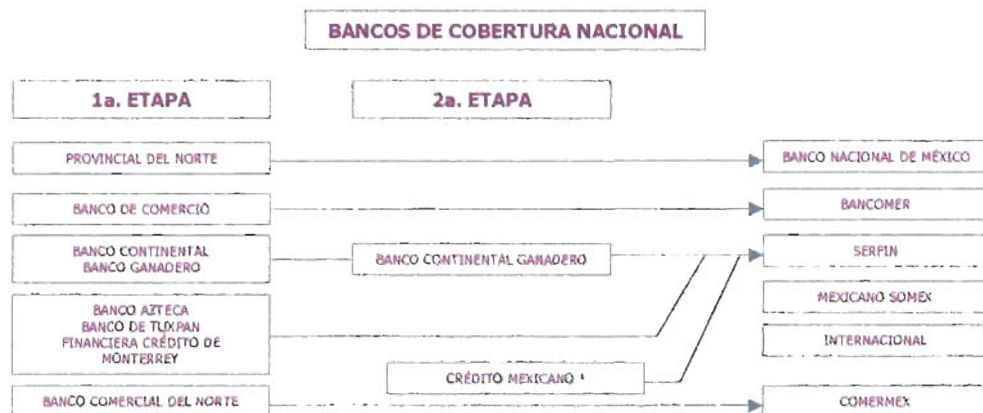 BANCOS DE COBERTURA NACIONAL
1a. ETAPA
2a. ETAPA
PROVINCIAL DEL NORTE
BANCO NACIONAL DE MÉXICO
BANCO DE COMERCIO
BANCOMER
BANCO CONTINENTAL
BANCO GANADERO
BANCO CONTINENTAL GANADERO
SERFIN
BANCO AZTECA
BANCO DE TUXPAN
FINANCIERA CRÉDITO DE
MONTERREY
MEXICANO SOMEX
INTERNACIONAL
CRÉDITO MEXICANO ¹
BANCO COMERCIAL DEL NORTE
COMERMEX